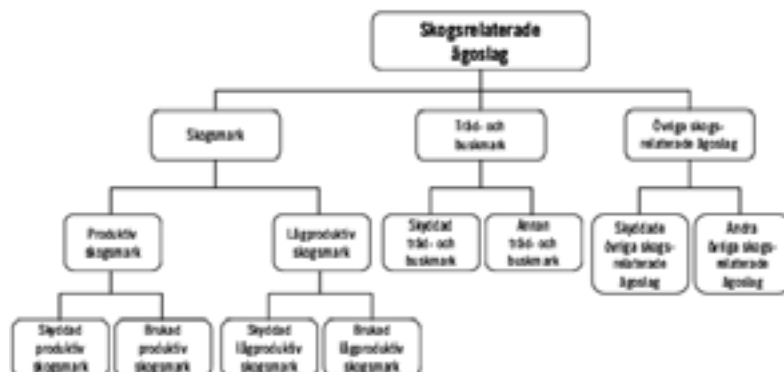 Skogsrelaterade
ägoslag
Skogsmark
Träd- och
buskmark
Övriga skogs-
relaterade ägoslag
Produktiv
skogsmark
Lågproduktiv
skogsmark
Skyddad
träd- och
buskmark
Annan
träd- och
buskmark
Skyddade
övriga skogs-
relaterade
ägoslag
Andra
övriga skogs-
relaterade
ägoslag
Skyddad
produktiv
skogsmark
Brukad
produktiv
skogsmark
Skyddad
lågproduktiv
skogsmark
Brukad
lågproduktiv
skogsmark